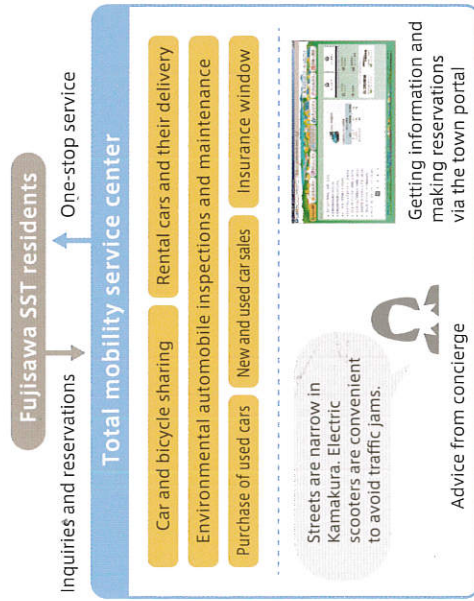 Fujisawa SST residents
Inquiries and reservations
One-stop service
Total mobility service center
Car and bicycle sharing
Rental cars and their delivery
Environmental automobile inspections and maintenance
Purchase of used cars
New and used car sales
Insurance window
Streets are narrow in
Kamakura. Electric
scooters are convenient
to avoid traffic jams.
Advice from concierge
Getting information and
making reservations
via the town portal